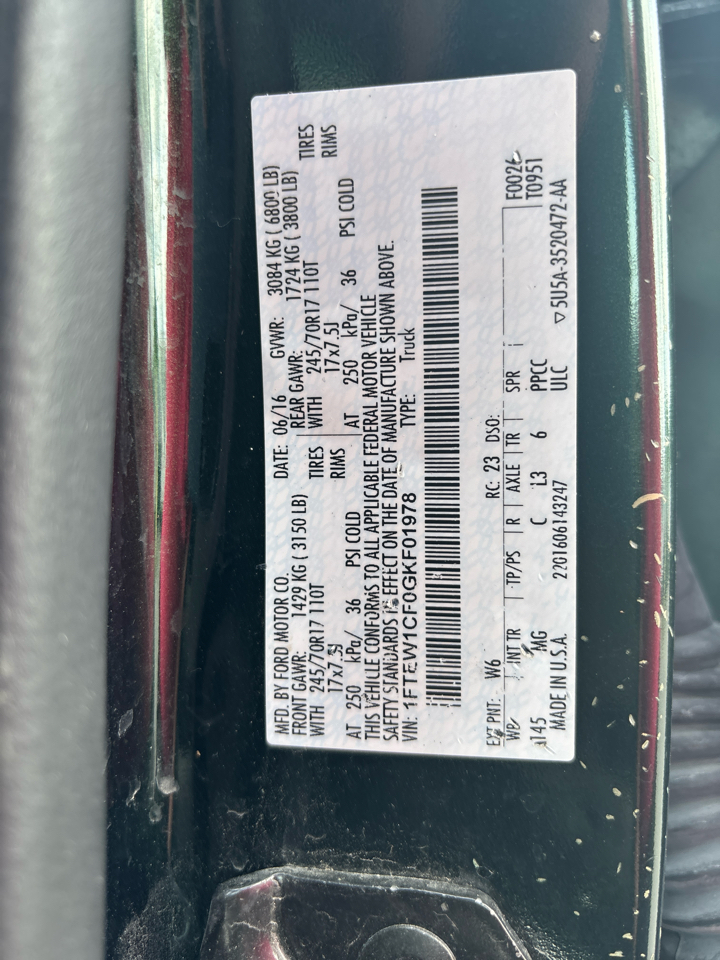 MFD. BY FORD MOTOR CO.
DATE: 06/16 GVWR: 3084 KG ( 6800 LB)
FRONT GAWR: 1429 KG ( 3150 LB) REAR GAWR: 1724 KG ( 3800 LB)
WITH 245/70R17 110T TIRES WITH 245/70R17 110T TIRES
17x7.5J RIMS 17x7.5J RIMS
AT 250 kPa/ 36 PSI COLD AT 250 kPa/ 36 PSI COLD
THIS VEHICLE CONFORMS TO ALL APPLICABLE FEDERAL MOTOR VEHICLE
SAFETY STANDARDS IN EFFECT ON THE DATE OF MANUFACTURE SHOWN ABOVE.
VIN: 1FTEW1CF0GKF01978 TYPE: Truck
EXT PNT: W6 RC: 23 DSO: F0026
WB INT TR TP/PS R AXLE TR SPR T0951
145 MG C L3 6 PPCC
ULC
MADE IN U.S.A. 2201606143247 ▽ 5U5A-3520472-AA